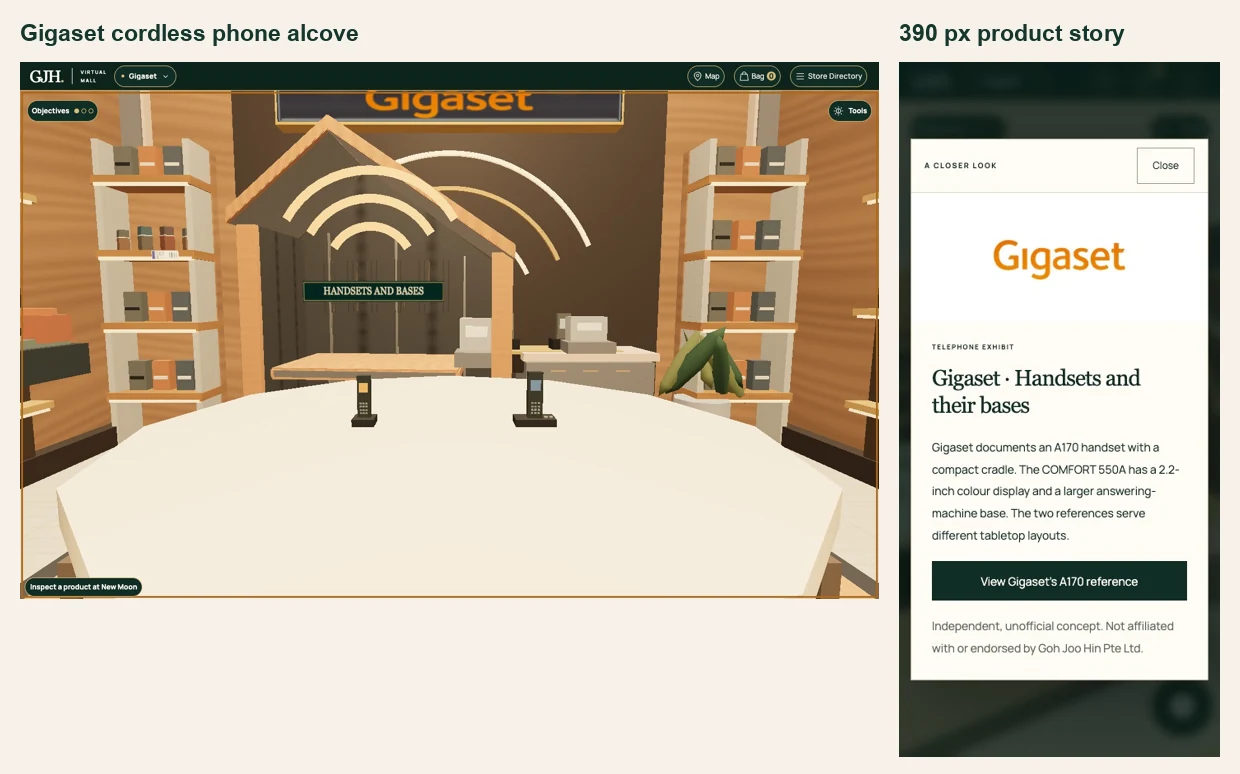 Gigaset cordless phone alcove
390 px product story
GJH.
VIRTUAL
MALL
Gigaset
Map
Bag 0
Store Directory
Objectives
Tools
Gigaset
HANDSETS AND BASES
Inspect a product at New Moon
A CLOSER LOOK
Close
Gigaset
TELEPHONE EXHIBIT
Gigaset · Handsets and
their bases
Gigaset documents an A170 handset with a
compact cradle. The COMFORT 550A has a 2.2-
inch colour display and a larger answering-
machine base. The two references serve
different tabletop layouts.
View Gigaset's A170 reference
Independent, unofficial concept. Not affiliated
with or endorsed by Goh Joo Hin Pte Ltd.